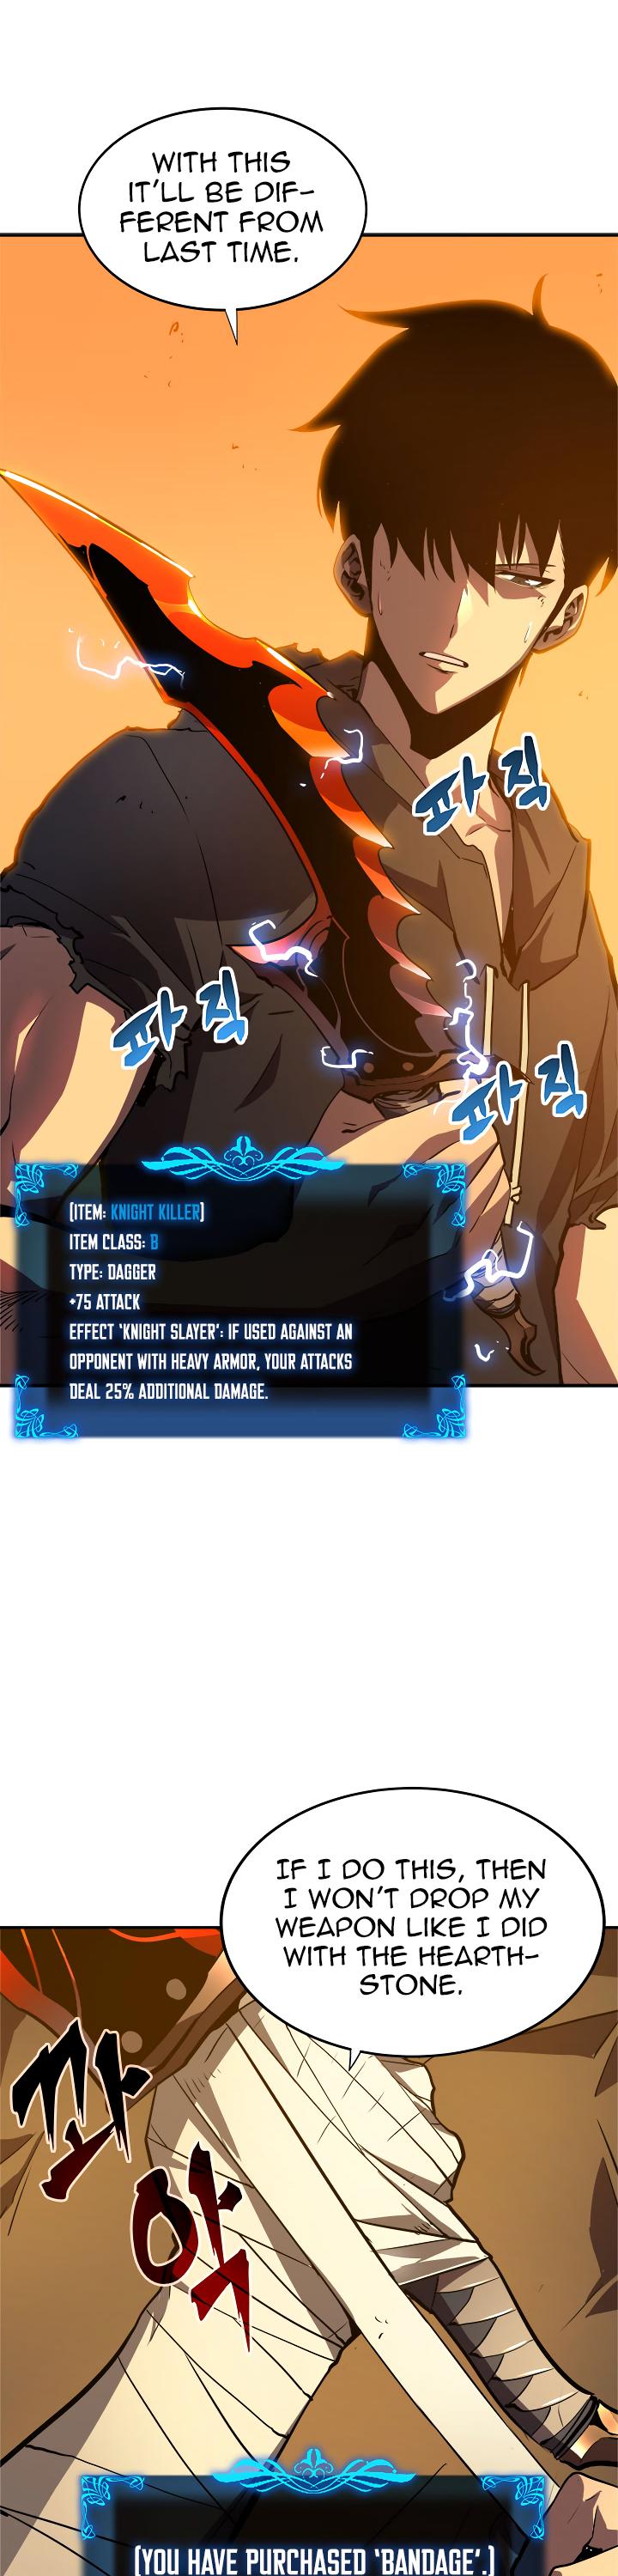 WITH THIS
IT'LL BE DIF-
FERENT FROM
LAST TIME.
파직
파직
파직
[ITEM: KNIGHT KILLER]
ITEM CLASS: B
TYPE: DAGGER
+75 ATTACK
EFFECT 'KNIGHT SLAYER': IF USED AGAINST AN
OPPONENT WITH HEAVY ARMOR, YOUR ATTACKS
DEAL 25% ADDITIONAL DAMAGE.
IF I DO THIS, THEN
I WON'T DROP MY
WEAPON LIKE I DID
WITH THE HEARTH-
STONE.
꽈
악
[YOU HAVE PURCHASED 'BANDAGE'.]